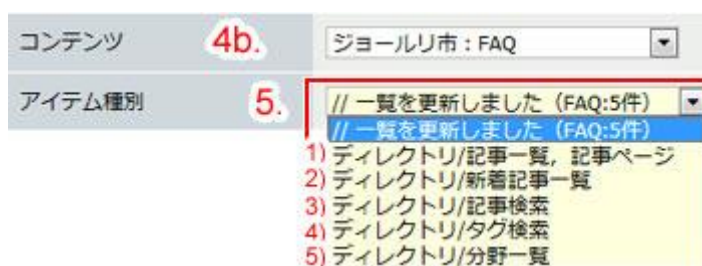 コンテンツ 4b. ジョールリ市：FAQ
アイテム種別 5. // 一覧を更新しました（FAQ:5件）
// 一覧を更新しました（FAQ:5件）
1) ディレクトリ/記事一覧，記事ページ
2) ディレクトリ/新着記事一覧
3) ディレクトリ/記事検索
4) ディレクトリ/タグ検索
5) ディレクトリ/分野一覧